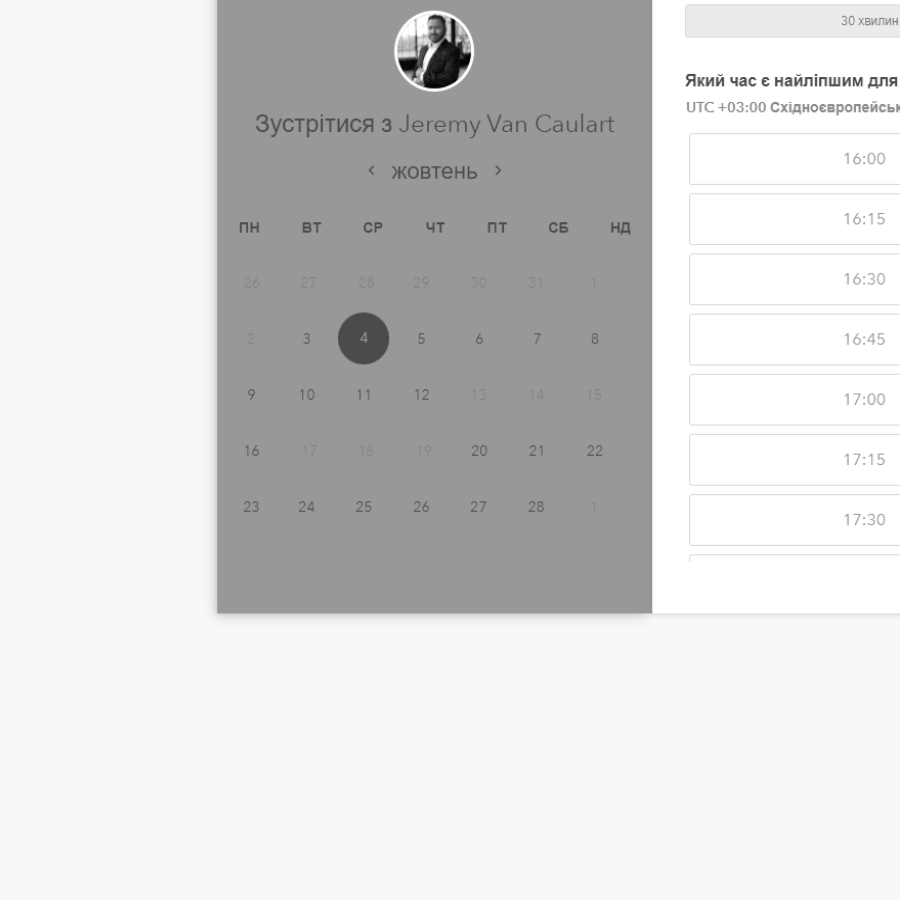 Зустрітися з Jeremy Van Caulart
жовтень
ПН ВТ СР ЧТ ПТ СБ НД
26 27 28 29 30 31 1
2 3 4 5 6 7 8
9 10 11 12 13 14 15
16 17 18 19 20 21 22
23 24 25 26 27 28 1
30 хвилин
Який час є найліпшим для
UTC +03:00 Східноєвропейськ
16:00
16:15
16:30
16:45
17:00
17:15
17:30